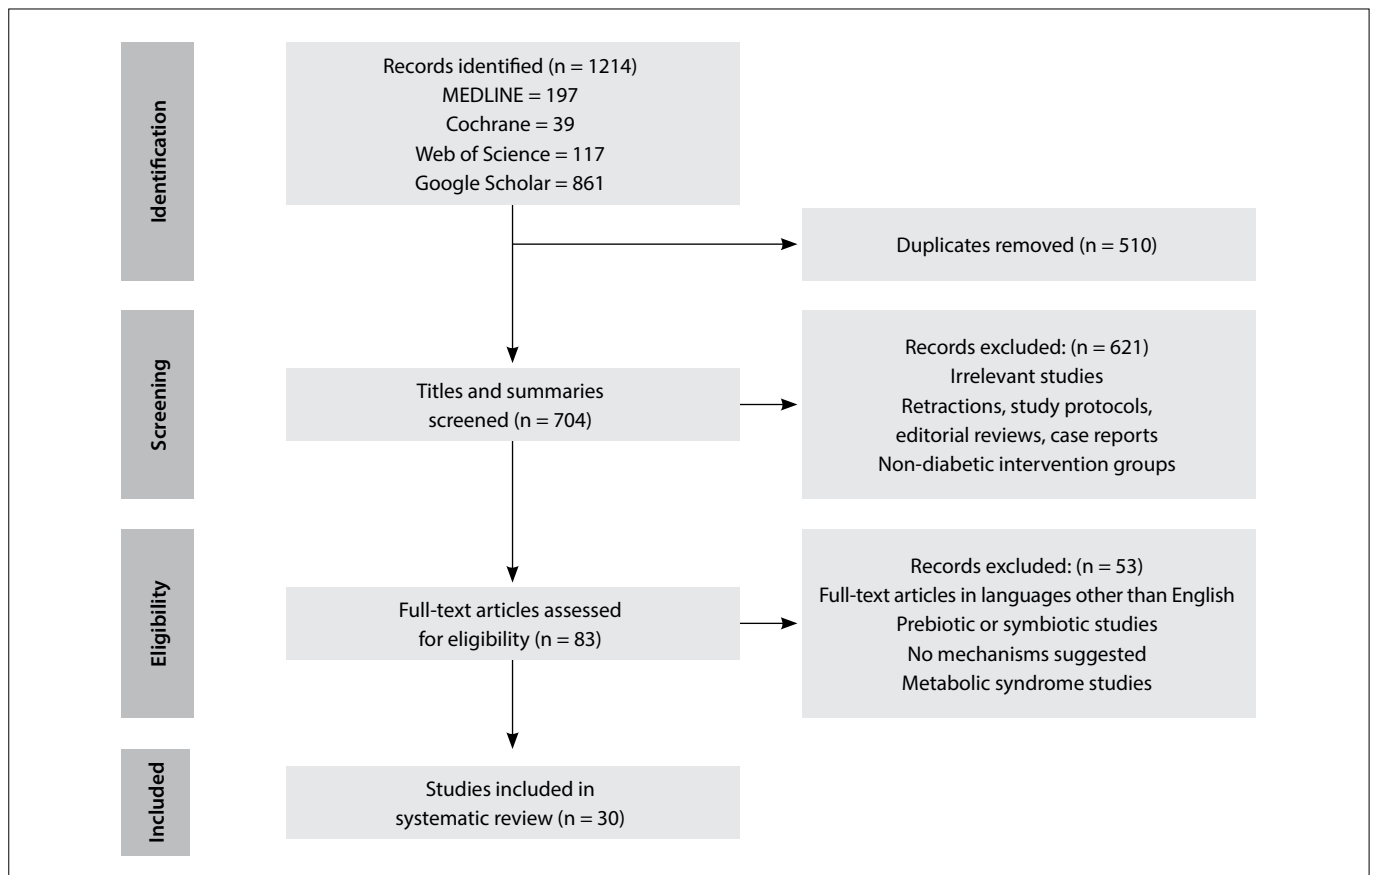 Identification
Records identified (n = 1214)
MEDLINE = 197
Cochrane = 39
Web of Science = 117
Google Scholar = 861
Duplicates removed (n = 510)
Screening
Titles and summaries
screened (n = 704)
Records excluded: (n = 621)
Irrelevant studies
Retractions, study protocols,
editorial reviews, case reports
Non-diabetic intervention groups
Eligibility
Full-text articles assessed
for eligibility (n = 83)
Records excluded: (n = 53)
Full-text articles in languages other than English
Prebiotic or symbiotic studies
No mechanisms suggested
Metabolic syndrome studies
Included
Studies included in
systematic review (n = 30)